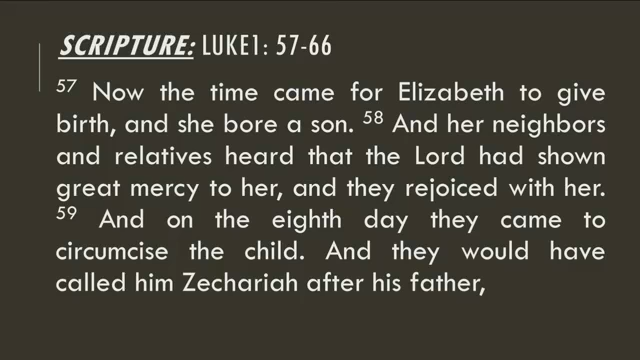 SCRIPTURE: LUKE1: 57-66
57 Now the time came for Elizabeth to give
birth, and she bore a son. 58 And her neighbors
and relatives heard that the Lord had shown
great mercy to her, and they rejoiced with her.
59 And on the eighth day they came to
circumcise the child. And they would have
called him Zechariah after his father,